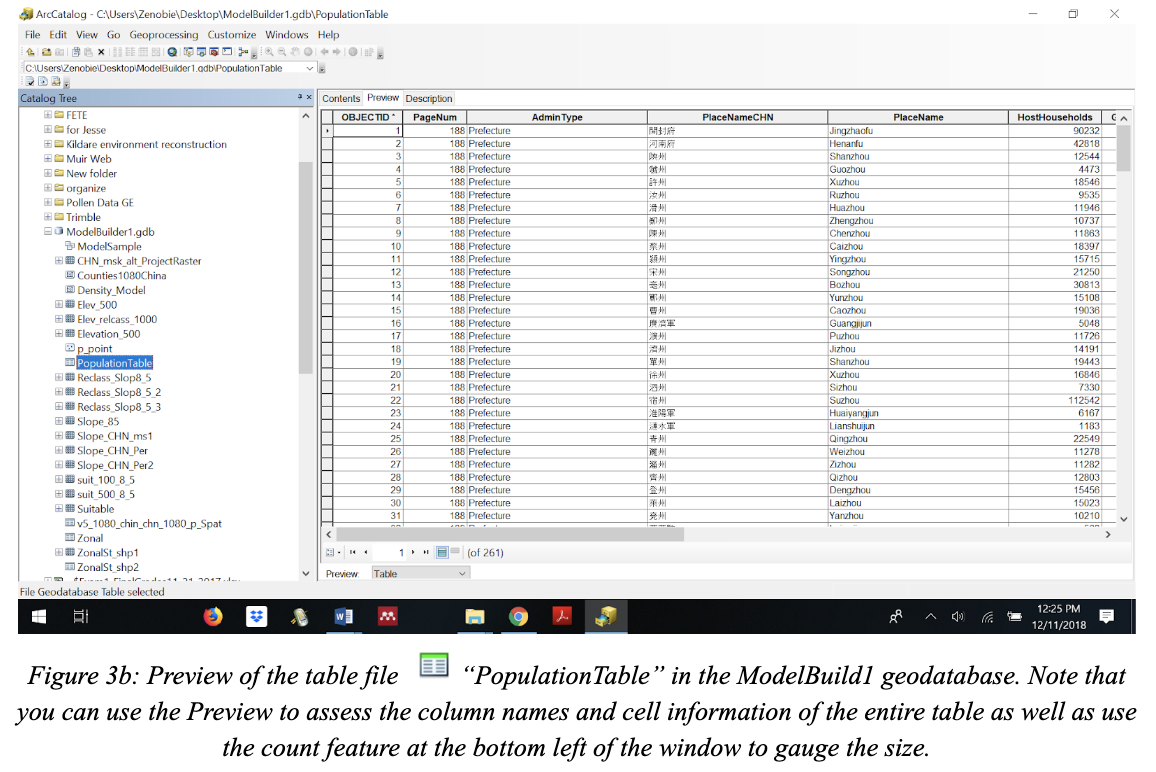 ArcCatalog - C:\Users\Zenobie\Desktop\ModelBuilder1.gdb\PopulationTable
File Edit View Go Geoprocessing Customize Windows Help
C:\Users\Zenobie\Desktop\ModelBuilder1.gdb\PopulationTable
Catalog Tree
FETE
for Jesse
Kildare environment reconstruction
Muir Web
New folder
organize
Pollen Data GE
Trimble
ModelBuilder1.gdb
ModelSample
CHN_msk_alt_ProjectRaster
Counties1080China
Density_Model
Elev_500
Elev_relcass_1000
Elevation_500
p_point
PopulationTable
Reclass_Slop8_5
Reclass_Slop8_5_2
Reclass_Slop8_5_3
Slope_85
Slope_CHN_ms1
Slope_CHN_Per
Slope_CHN_Per2
suit_100_8_5
suit_500_8_5
Suitable
v5_1080_chin_chn_1080_p_Spat
Zonal
ZonalSt_shp1
ZonalSt_shp2
Contents Preview Description
OBJECTID * PageNum AdminType PlaceNameCHN PlaceName HostHouseholds
1 188 Prefecture 開封府 Jingzhaofu 90232
2 188 Prefecture 河南府 Henanfu 42818
3 188 Prefecture 陝州 Shanzhou 12544
4 188 Prefecture 虢州 Guozhou 4473
5 188 Prefecture 許州 Xuzhou 18546
6 188 Prefecture 汝州 Ruzhou 9535
7 188 Prefecture 滑州 Huazhou 11946
8 188 Prefecture 鄭州 Zhengzhou 10737
9 188 Prefecture 陳州 Chenzhou 11863
10 188 Prefecture 蔡州 Caizhou 18397
11 188 Prefecture 潁州 Yingzhou 15715
12 188 Prefecture 宋州 Songzhou 21250
13 188 Prefecture 亳州 Bozhou 30813
14 188 Prefecture 鄆州 Yunzhou 15108
15 188 Prefecture 曹州 Caozhou 19036
16 188 Prefecture 廣濟軍 Guangjijun 5048
17 188 Prefecture 濮州 Puzhou 11726
18 188 Prefecture 濟州 Jizhou 14191
19 188 Prefecture 單州 Shanzhou 19443
20 188 Prefecture 徐州 Xuzhou 16846
21 188 Prefecture 泗州 Sizhou 7330
22 188 Prefecture 宿州 Suzhou 112542
23 188 Prefecture 淮陽軍 Huaiyangjun 6167
24 188 Prefecture 漣水軍 Lianshuijun 1183
25 188 Prefecture 青州 Qingzhou 22549
26 188 Prefecture 濰州 Weizhou 11278
27 188 Prefecture 淄州 Zizhou 11282
28 188 Prefecture 齊州 Qizhou 12803
29 188 Prefecture 登州 Dengzhou 15456
30 188 Prefecture 萊州 Laizhou 15023
31 188 Prefecture 兗州 Yanzhou 10210
1 (of 261)
Preview: Table
File Geodatabase Table selected
12:25 PM
12/11/2018
Figure 3b: Preview of the table file “PopulationTable” in the ModelBuild1 geodatabase. Note that
you can use the Preview to assess the column names and cell information of the entire table as well as use
the count feature at the bottom left of the window to gauge the size.